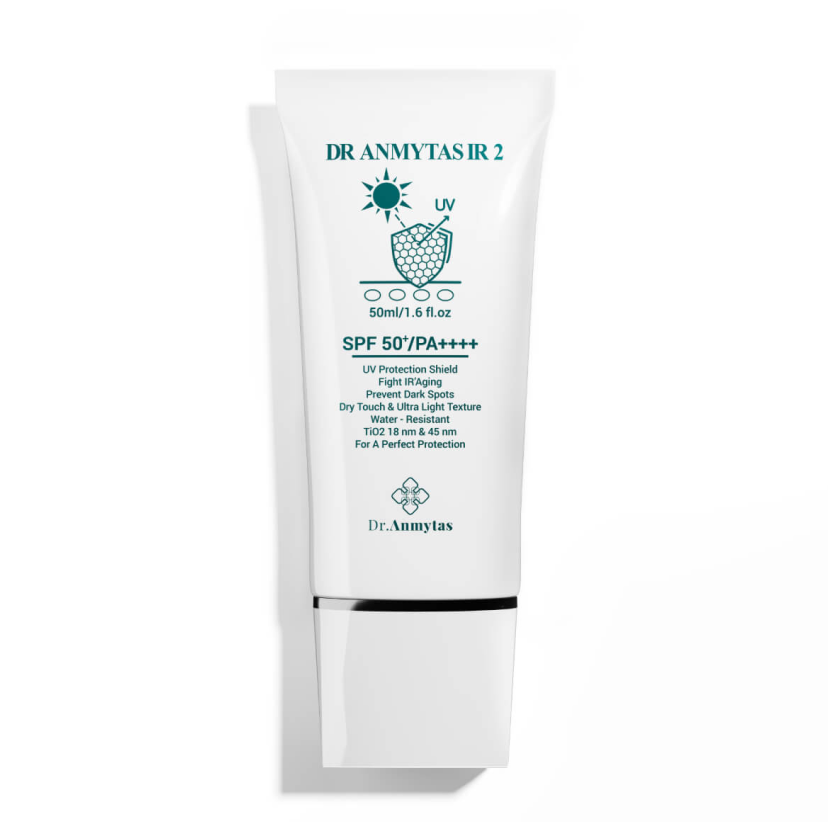 DR ANMYTAS IR 2
UV
50ml/1.6 fl.oz
SPF 50⁺/PA++++
UV Protection Shield
Fight IR'Aging
Prevent Dark Spots
Dry Touch & Ultra Light Texture
Water - Resistant
TiO2 18 nm & 45 nm
For A Perfect Protection
Dr.Anmytas